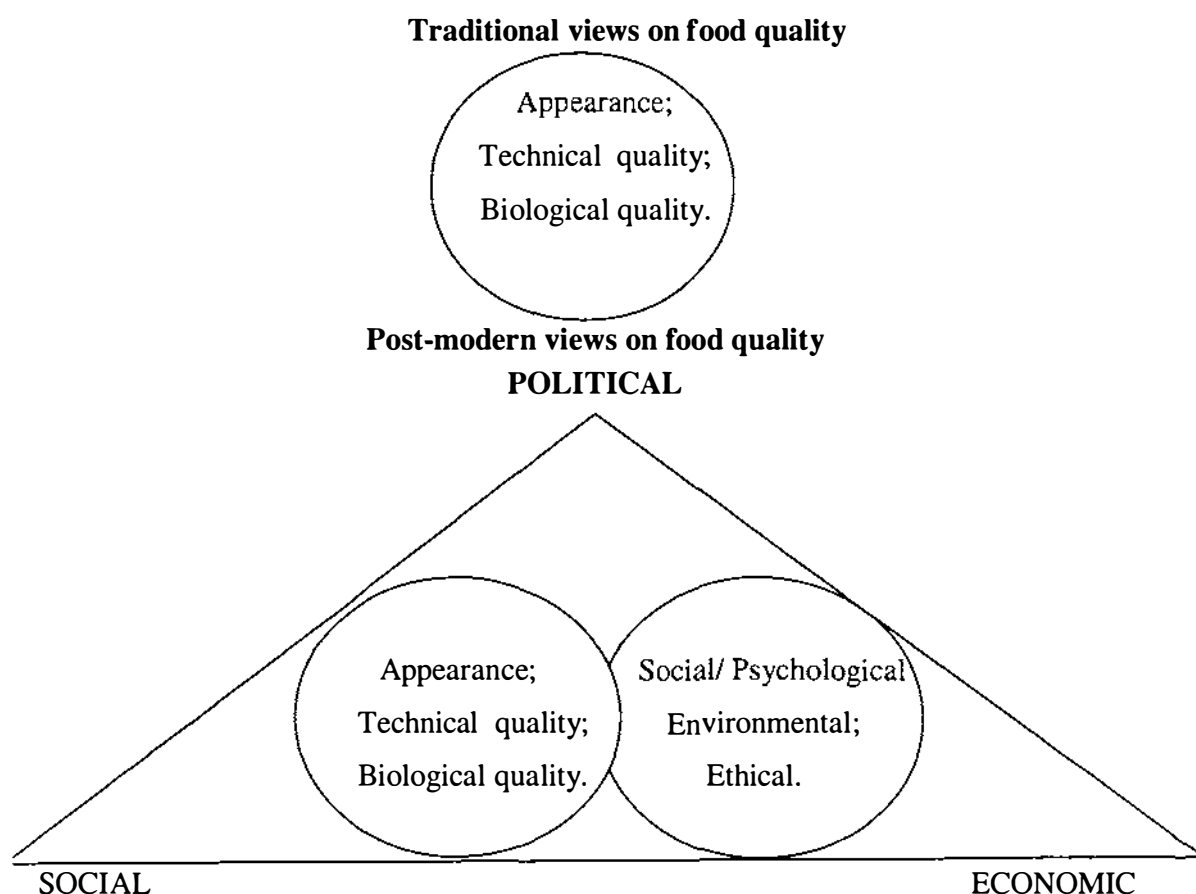 Traditional views on food quality
Appearance;
Technical quality;
Biological quality.
Post-modern views on food quality
POLITICAL
Appearance;
Technical quality;
Biological quality.
Social/ Psychological
Environmental;
Ethical.
SOCIAL
ECONOMIC